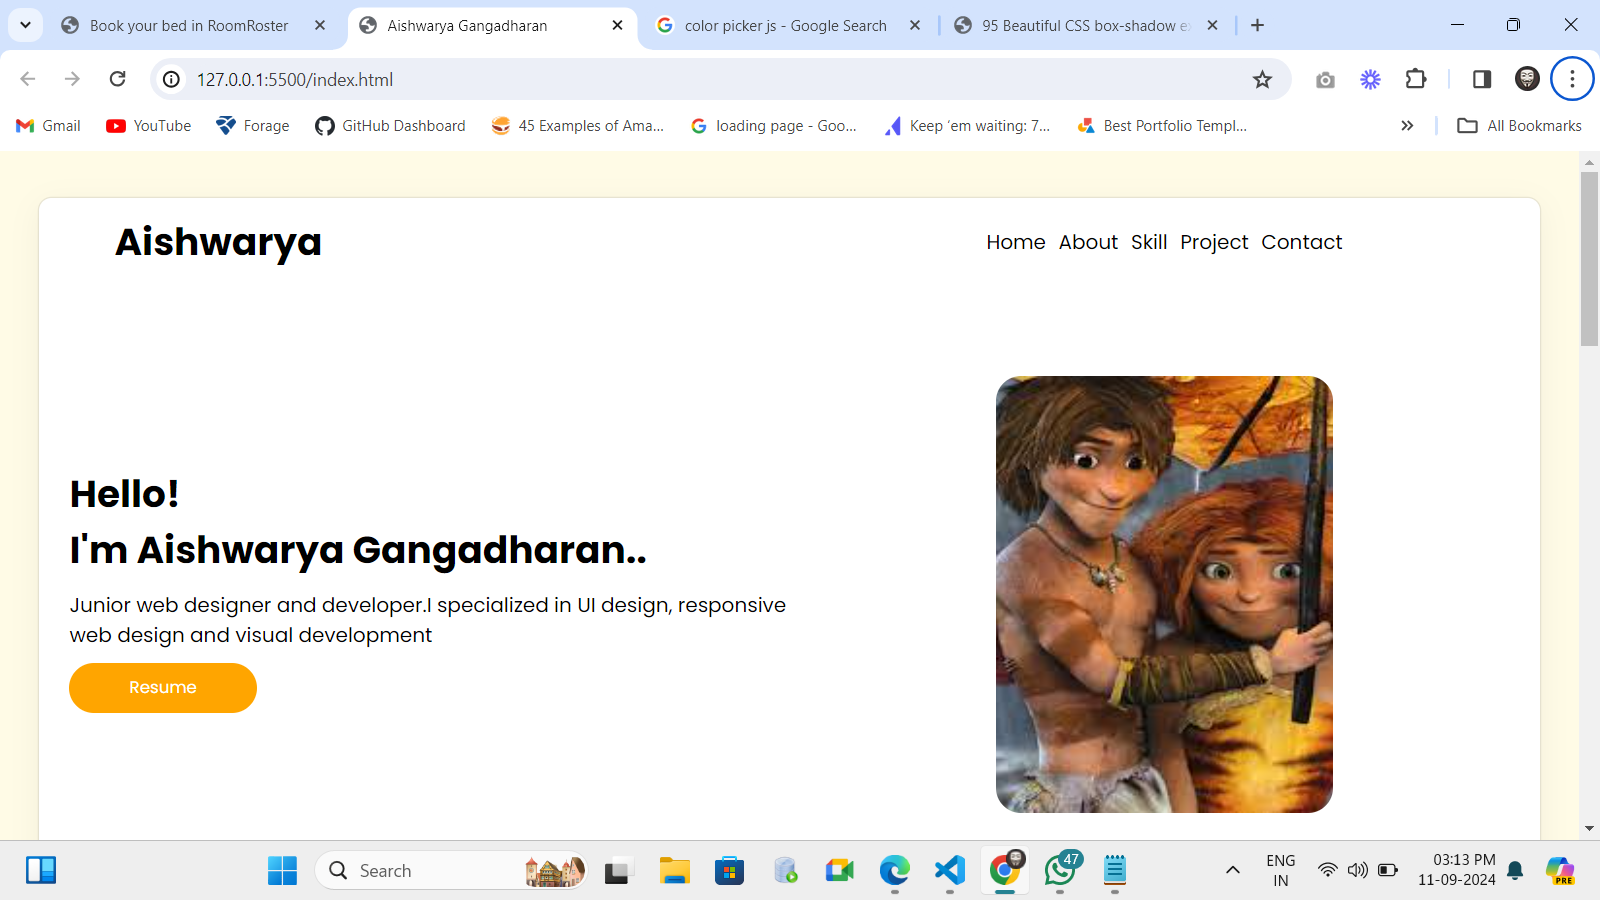 Book your bed in RoomRoster
Aishwarya Gangadharan
color picker js - Google Search
95 Beautiful CSS box-shadow ex
127.0.0.1:5500/index.html
Gmail
YouTube
Forage
GitHub Dashboard
45 Examples of Ama...
loading page - Goo...
Keep 'em waiting: 7...
Best Portfolio Templ...
All Bookmarks
Aishwarya
Home About Skill Project Contact
Hello!
I'm Aishwarya Gangadharan..
Junior web designer and developer.I specialized in UI design, responsive
web design and visual development
Resume
Search
47
ENG
IN
03:13 PM
11-09-2024
PRE